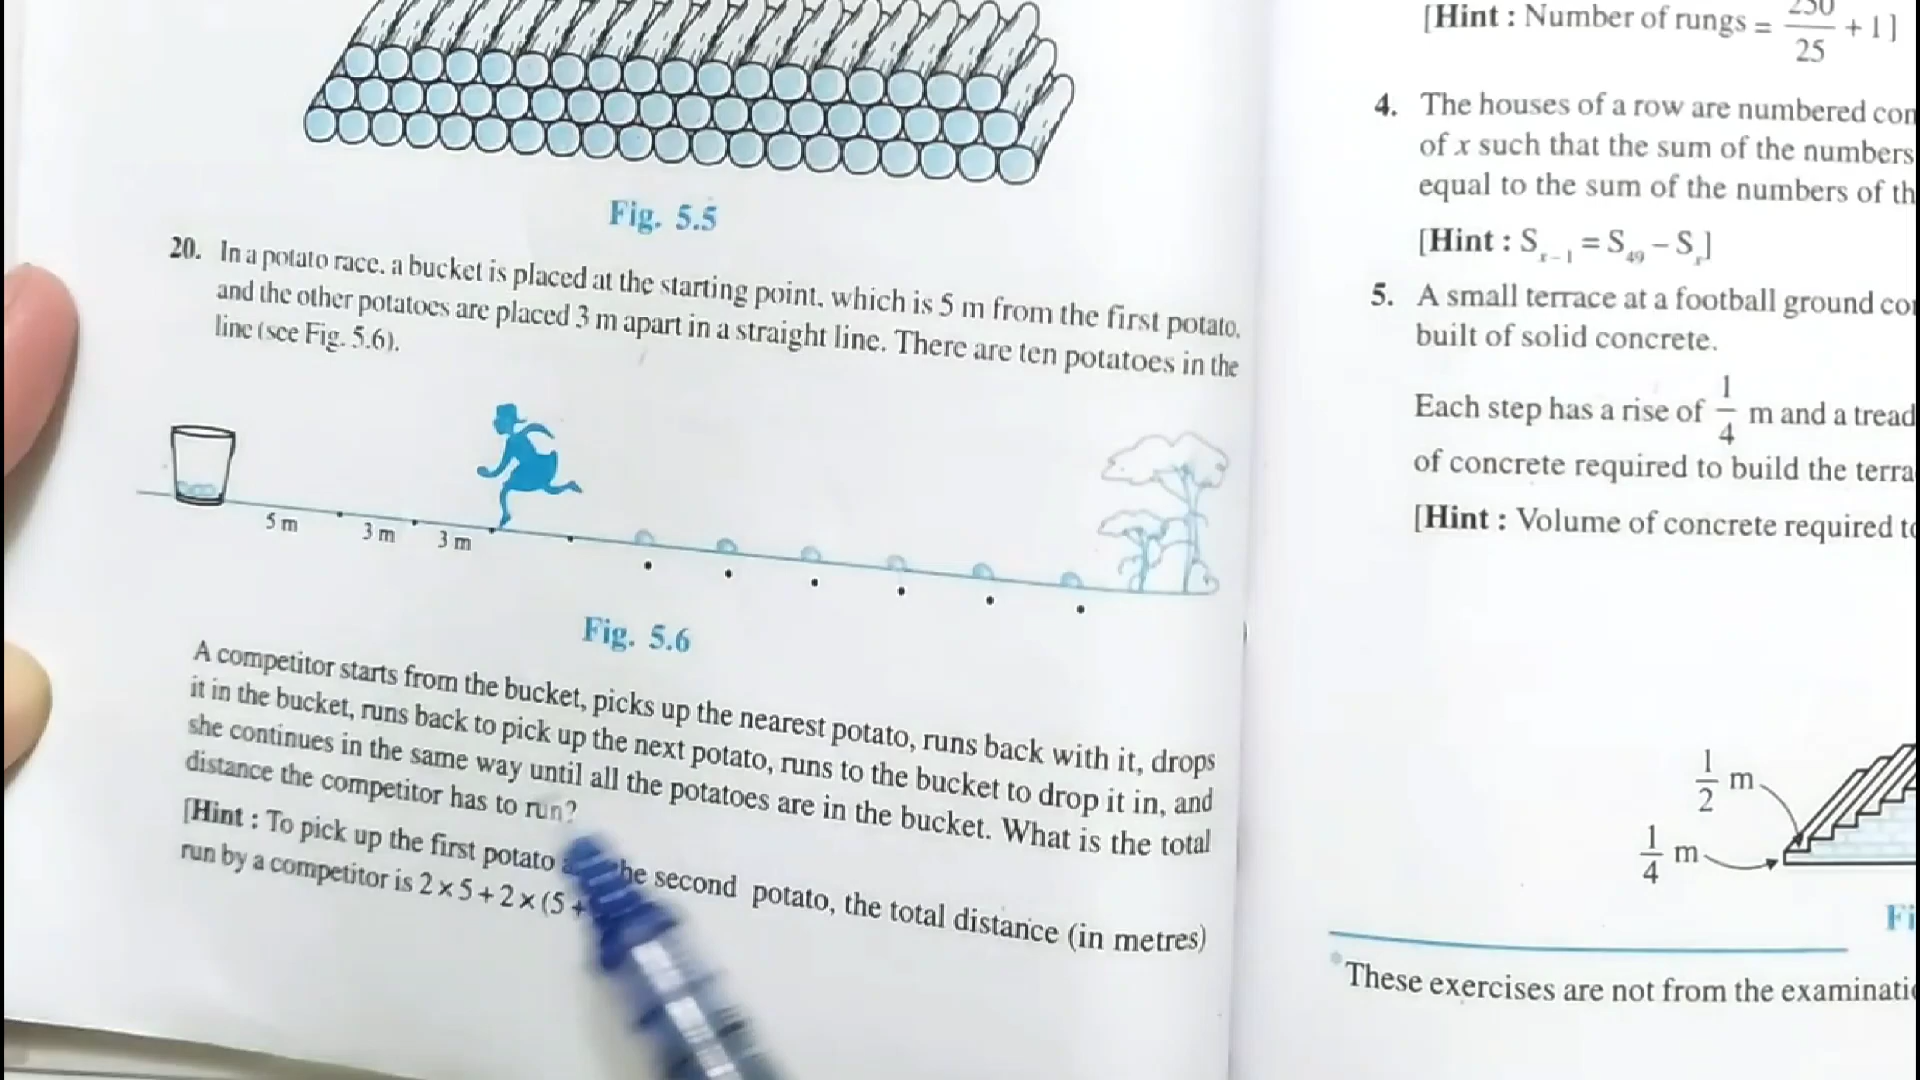 Fig. 5.5
20. In a potato race, a bucket is placed at the starting point, which is 5 m from the first potato,
and the other potatoes are placed 3 m apart in a straight line. There are ten potatoes in the
line (see Fig. 5.6).
5 m 3 m 3 m
Fig. 5.6
A competitor starts from the bucket, picks up the nearest potato, runs back with it, drops
it in the bucket, runs back to pick up the next potato, runs to the bucket to drop it in, and
she continues in the same way until all the potatoes are in the bucket. What is the total
distance the competitor has to run?
[Hint : To pick up the first potato he second potato, the total distance (in metres)
run by a competitor is 2 × 5 + 2 × (5 +
[Hint : Number of rungs = 250/25 + 1]
4. The houses of a row are numbered con
of x such that the sum of the numbers
equal to the sum of the numbers of th
[Hint : Sx – 1 = S49 – Sx]
5. A small terrace at a football ground co
built of solid concrete.
Each step has a rise of 1/4 m and a tread
of concrete required to build the terra
[Hint : Volume of concrete required to
1/2 m
1/4 m
Fi
*These exercises are not from the examinati